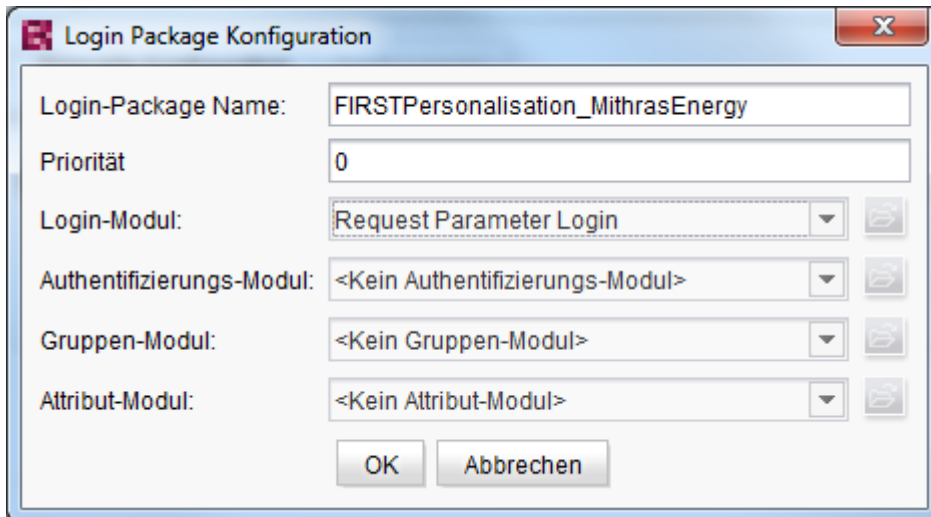 Login Package Konfiguration
Login-Package Name: FIRSTPersonalisation_MithrasEnergy
Priorität 0
Login-Modul: Request Parameter Login
Authentifizierungs-Modul: <Kein Authentifizierungs-Modul>
Gruppen-Modul: <Kein Gruppen-Modul>
Attribut-Modul: <Kein Attribut-Modul>
OK Abbrechen